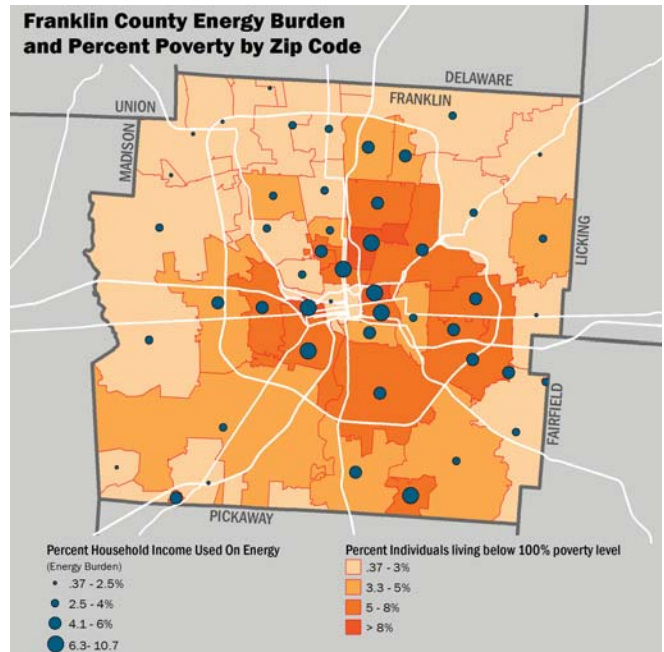 Franklin County Energy Burden
and Percent Poverty by Zip Code
DELAWARE
UNION
FRANKLIN
MADISON
LICKING
FAIRFIELD
PICKAWAY
Percent Household Income Used On Energy
(Energy Burden)
.37 - 2.5%
2.5 - 4%
4.1 - 6%
6.3- 10.7
Percent Individuals living below 100% poverty level
.37 - 3%
3.3 - 5%
5 - 8%
> 8%